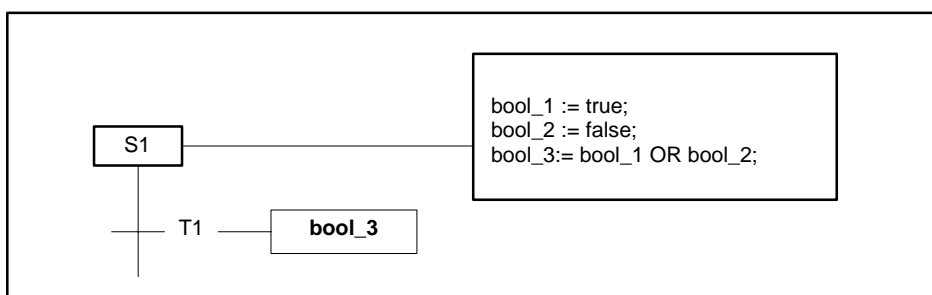 bool_1 := true;
bool_2 := false;
S1
bool_3:= bool_1 OR bool_2;
T1
bool_3